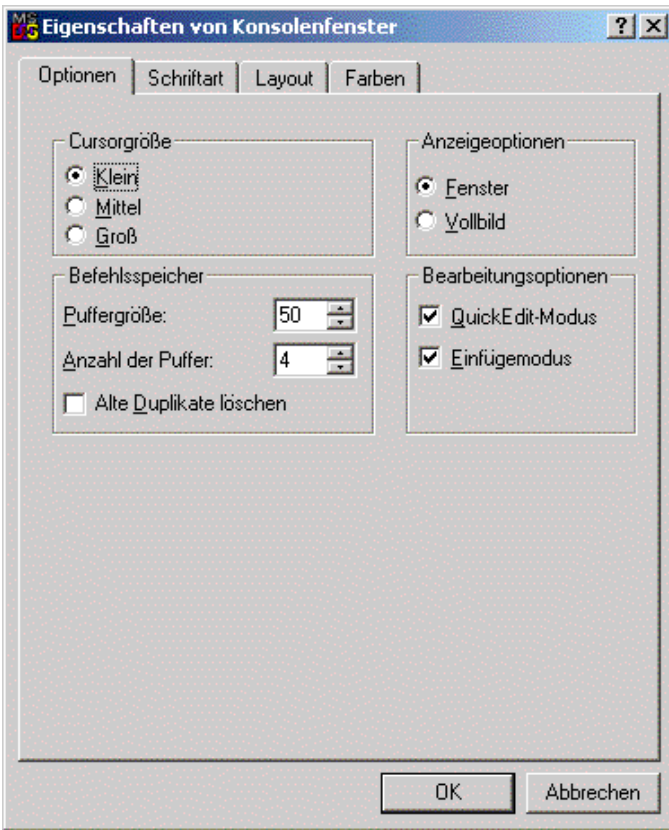 Eigenschaften von Konsolenfenster
Optionen
Schriftart
Layout
Farben
Cursorgröße
Klein
Mittel
Groß
Anzeigeoptionen
Fenster
Vollbild
Befehlsspeicher
Puffergröße: 50
Anzahl der Puffer: 4
Alte Duplikate löschen
Bearbeitungsoptionen
QuickEdit-Modus
Einfügemodus
OK
Abbrechen